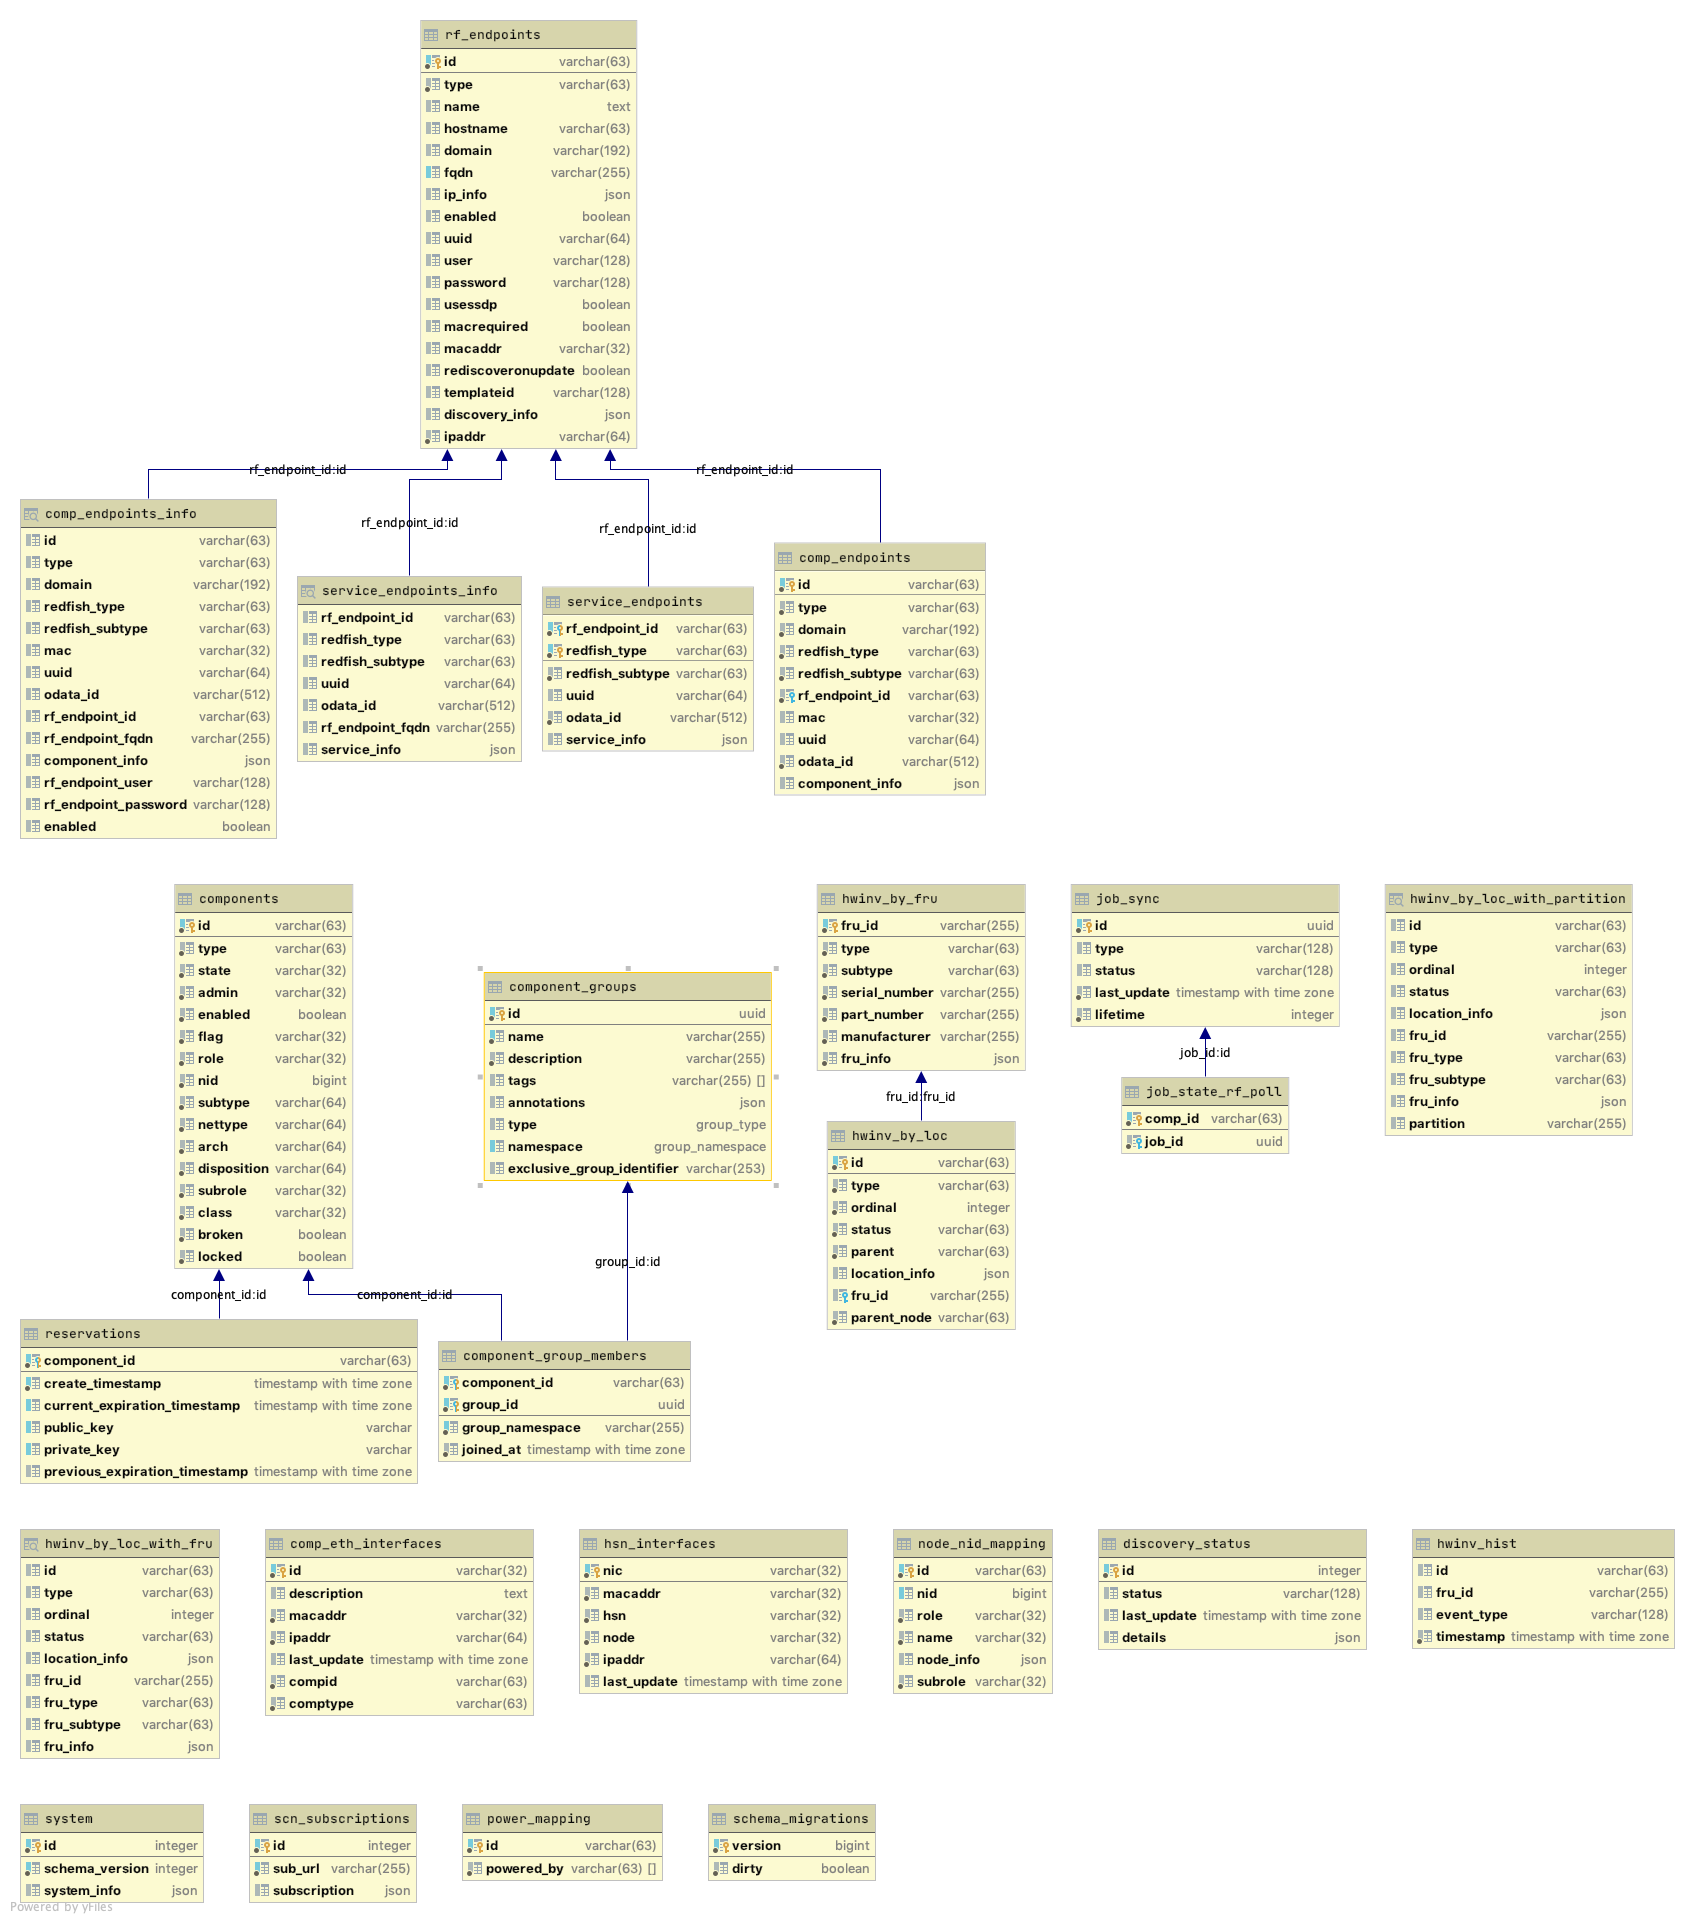 rf_endpoints
id varchar(63)
type varchar(63)
name text
hostname varchar(63)
domain varchar(192)
fqdn varchar(255)
ip_info json
enabled boolean
uuid varchar(64)
user varchar(128)
password varchar(128)
usessdp boolean
macrequired boolean
macaddr varchar(32)
rediscoveronupdate boolean
templateid varchar(128)
discovery_info json
ipaddr varchar(64)
rf_endpoint_id:id
rf_endpoint_id:id
rf_endpoint_id:id
rf_endpoint_id:id
comp_endpoints_info
id varchar(63)
type varchar(63)
domain varchar(192)
redfish_type varchar(63)
redfish_subtype varchar(63)
mac varchar(32)
uuid varchar(64)
odata_id varchar(512)
rf_endpoint_id varchar(63)
rf_endpoint_fqdn varchar(255)
component_info json
rf_endpoint_user varchar(128)
rf_endpoint_password varchar(128)
enabled boolean
service_endpoints_info
rf_endpoint_id varchar(63)
redfish_type varchar(63)
redfish_subtype varchar(63)
uuid varchar(64)
odata_id varchar(512)
rf_endpoint_fqdn varchar(255)
service_info json
service_endpoints
rf_endpoint_id varchar(63)
redfish_type varchar(63)
redfish_subtype varchar(63)
uuid varchar(64)
odata_id varchar(512)
service_info json
comp_endpoints
id varchar(63)
type varchar(63)
domain varchar(192)
redfish_type varchar(63)
redfish_subtype varchar(63)
rf_endpoint_id varchar(63)
mac varchar(32)
uuid varchar(64)
odata_id varchar(512)
component_info json
components
id varchar(63)
type varchar(63)
state varchar(32)
admin varchar(32)
enabled boolean
flag varchar(32)
role varchar(32)
nid bigint
subtype varchar(64)
nettype varchar(64)
arch varchar(64)
disposition varchar(64)
subrole varchar(32)
class varchar(32)
broken boolean
locked boolean
component_groups
id uuid
name varchar(255)
description varchar(255)
tags varchar(255) []
annotations json
type group_type
namespace group_namespace
exclusive_group_identifier varchar(253)
hwinv_by_fru
fru_id varchar(255)
type varchar(63)
subtype varchar(63)
serial_number varchar(255)
part_number varchar(255)
manufacturer varchar(255)
fru_info json
fru_id:fru_id
hwinv_by_loc
id varchar(63)
type varchar(63)
ordinal integer
status varchar(63)
parent varchar(63)
location_info json
fru_id varchar(255)
parent_node varchar(63)
job_sync
id uuid
type varchar(128)
status varchar(128)
last_update timestamp with time zone
lifetime integer
job_id:id
job_state_rf_poll
comp_id varchar(63)
job_id uuid
hwinv_by_loc_with_partition
id varchar(63)
type varchar(63)
ordinal integer
status varchar(63)
location_info json
fru_id varchar(255)
fru_type varchar(63)
fru_subtype varchar(63)
fru_info json
partition varchar(255)
component_id:id
component_id:id
group_id:id
reservations
component_id varchar(63)
create_timestamp timestamp with time zone
current_expiration_timestamp timestamp with time zone
public_key varchar
private_key varchar
previous_expiration_timestamp timestamp with time zone
component_group_members
component_id varchar(63)
group_id uuid
group_namespace varchar(255)
joined_at timestamp with time zone
hwinv_by_loc_with_fru
id varchar(63)
type varchar(63)
ordinal integer
status varchar(63)
location_info json
fru_id varchar(255)
fru_type varchar(63)
fru_subtype varchar(63)
fru_info json
comp_eth_interfaces
id varchar(32)
description text
macaddr varchar(32)
ipaddr varchar(64)
last_update timestamp with time zone
compid varchar(63)
comptype varchar(63)
hsn_interfaces
nic varchar(32)
macaddr varchar(32)
hsn varchar(32)
node varchar(32)
ipaddr varchar(64)
last_update timestamp with time zone
node_nid_mapping
id varchar(63)
nid bigint
role varchar(32)
name varchar(32)
node_info json
subrole varchar(32)
discovery_status
id integer
status varchar(128)
last_update timestamp with time zone
details json
hwinv_hist
id varchar(63)
fru_id varchar(255)
event_type varchar(128)
timestamp timestamp with time zone
system
id integer
schema_version integer
system_info json
scn_subscriptions
id integer
sub_url varchar(255)
subscription json
power_mapping
id varchar(63)
powered_by varchar(63) []
schema_migrations
version bigint
dirty boolean
Powered by yFiles